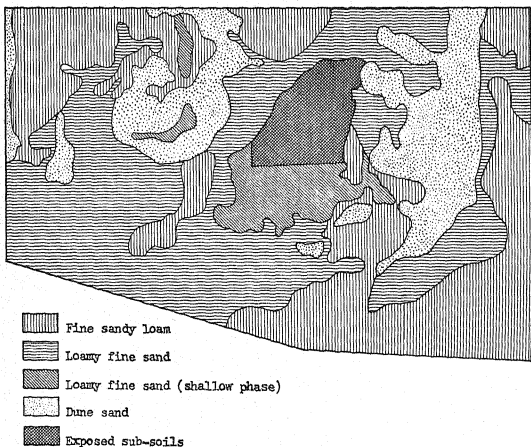 Fine sandy loam
Loamy fine sand
Loamy fine sand (shallow phase)
Dune sand
Exposed sub-soils